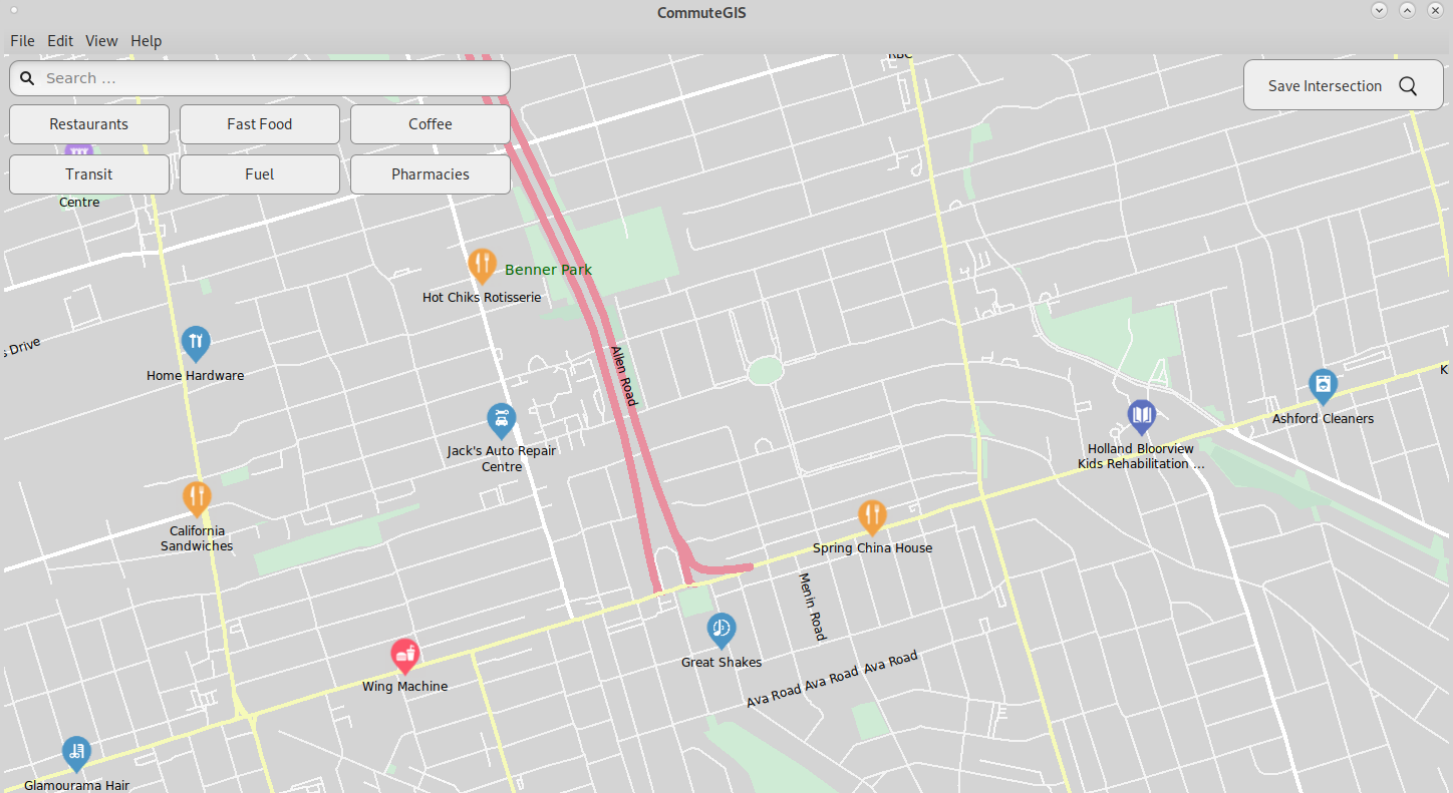 CommuteGIS
File Edit View Help
RBC
Search ...
Save Intersection
Restaurants
Fast Food
Coffee
Transit
Fuel
Pharmacies
Centre
Benner Park
Hot Chiks Rotisserie
s Drive
Home Hardware
Allen Road
K
Ashford Cleaners
Jack's Auto Repair
Centre
Holland Bloorview
Kids Rehabilitation ...
California
Sandwiches
Spring China House
Menin Road
Great Shakes
Ava Road Ava Road Ava Road
Wing Machine
Glamourama Hair